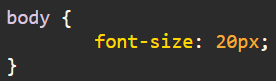 body {
        font-size: 20px;
}